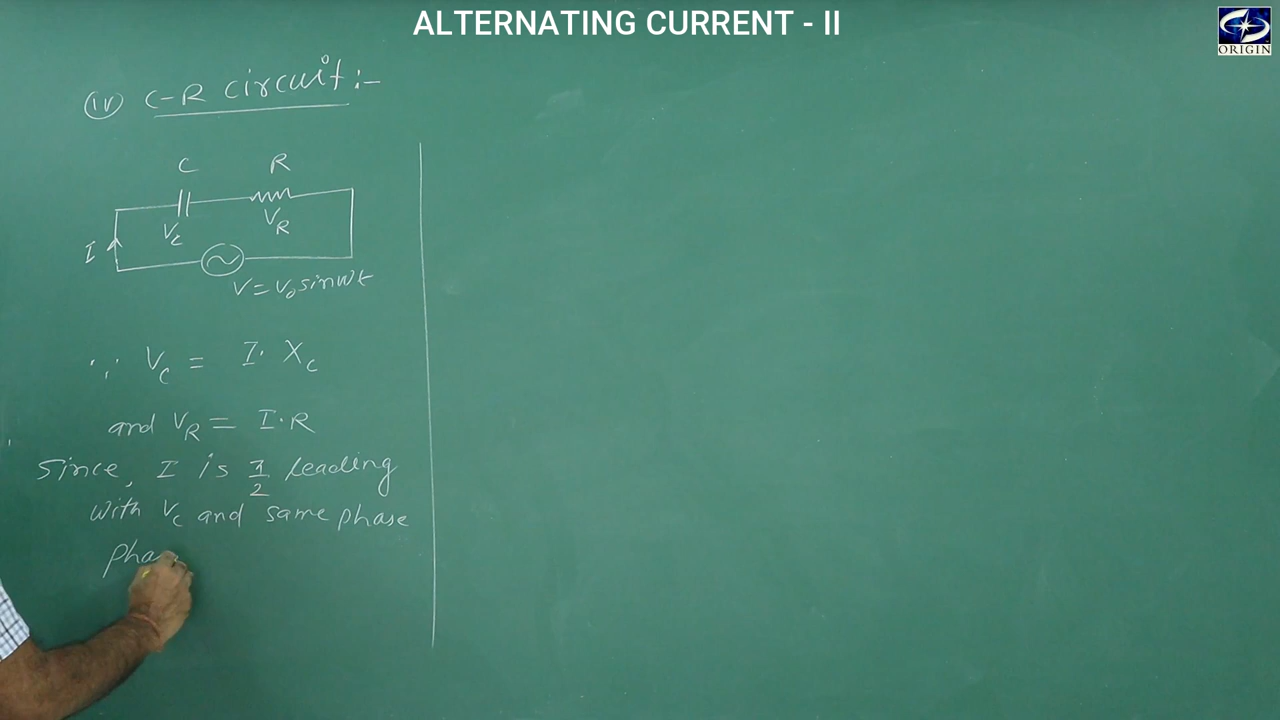 ALTERNATING CURRENT - II
ORIGIN
(iv) C-R circuit :-
C R
V_C V_R
I
V = V_0 sin ωt
∵ V_C = I · X_C
and V_R = I · R
Since, I is π/2 leading
with V_C and same phase
pha